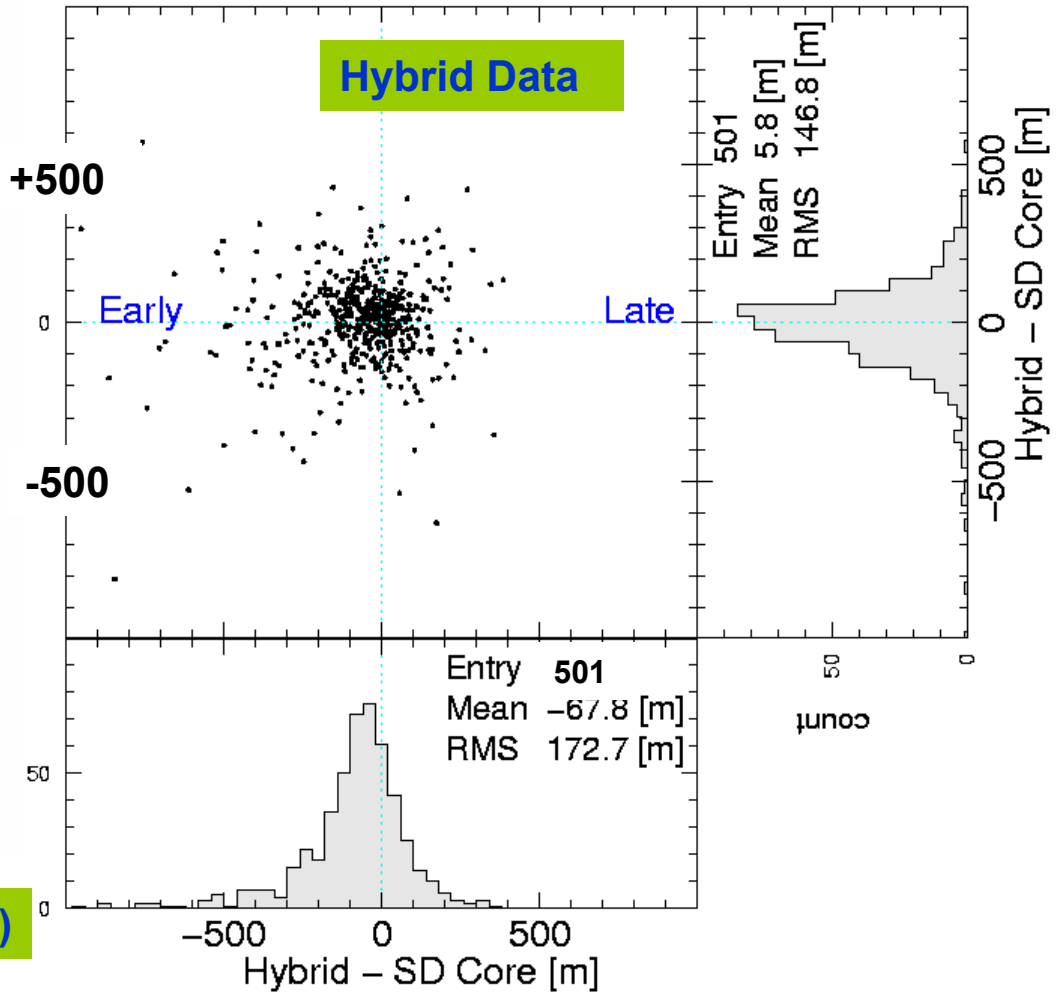 Hybrid Data
+500
0
-500
Early
Late
Entry 501
Mean 5.8 [m]
RMS 146.8 [m]
500
0
−500
Hybrid – SD Core [m]
50
0
count
Entry 501
Mean −67.8 [m]
RMS 172.7 [m]
50
0
)
−500 0 500
Hybrid – SD Core [m]